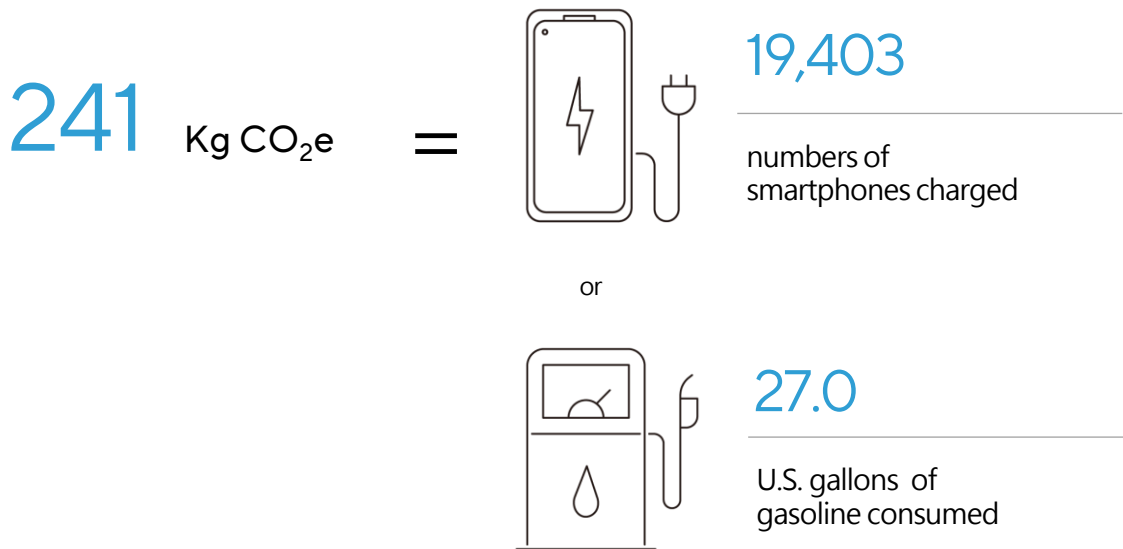 241 Kg CO₂e =
19,403
numbers of
smartphones charged
or
27.0
U.S. gallons of
gasoline consumed